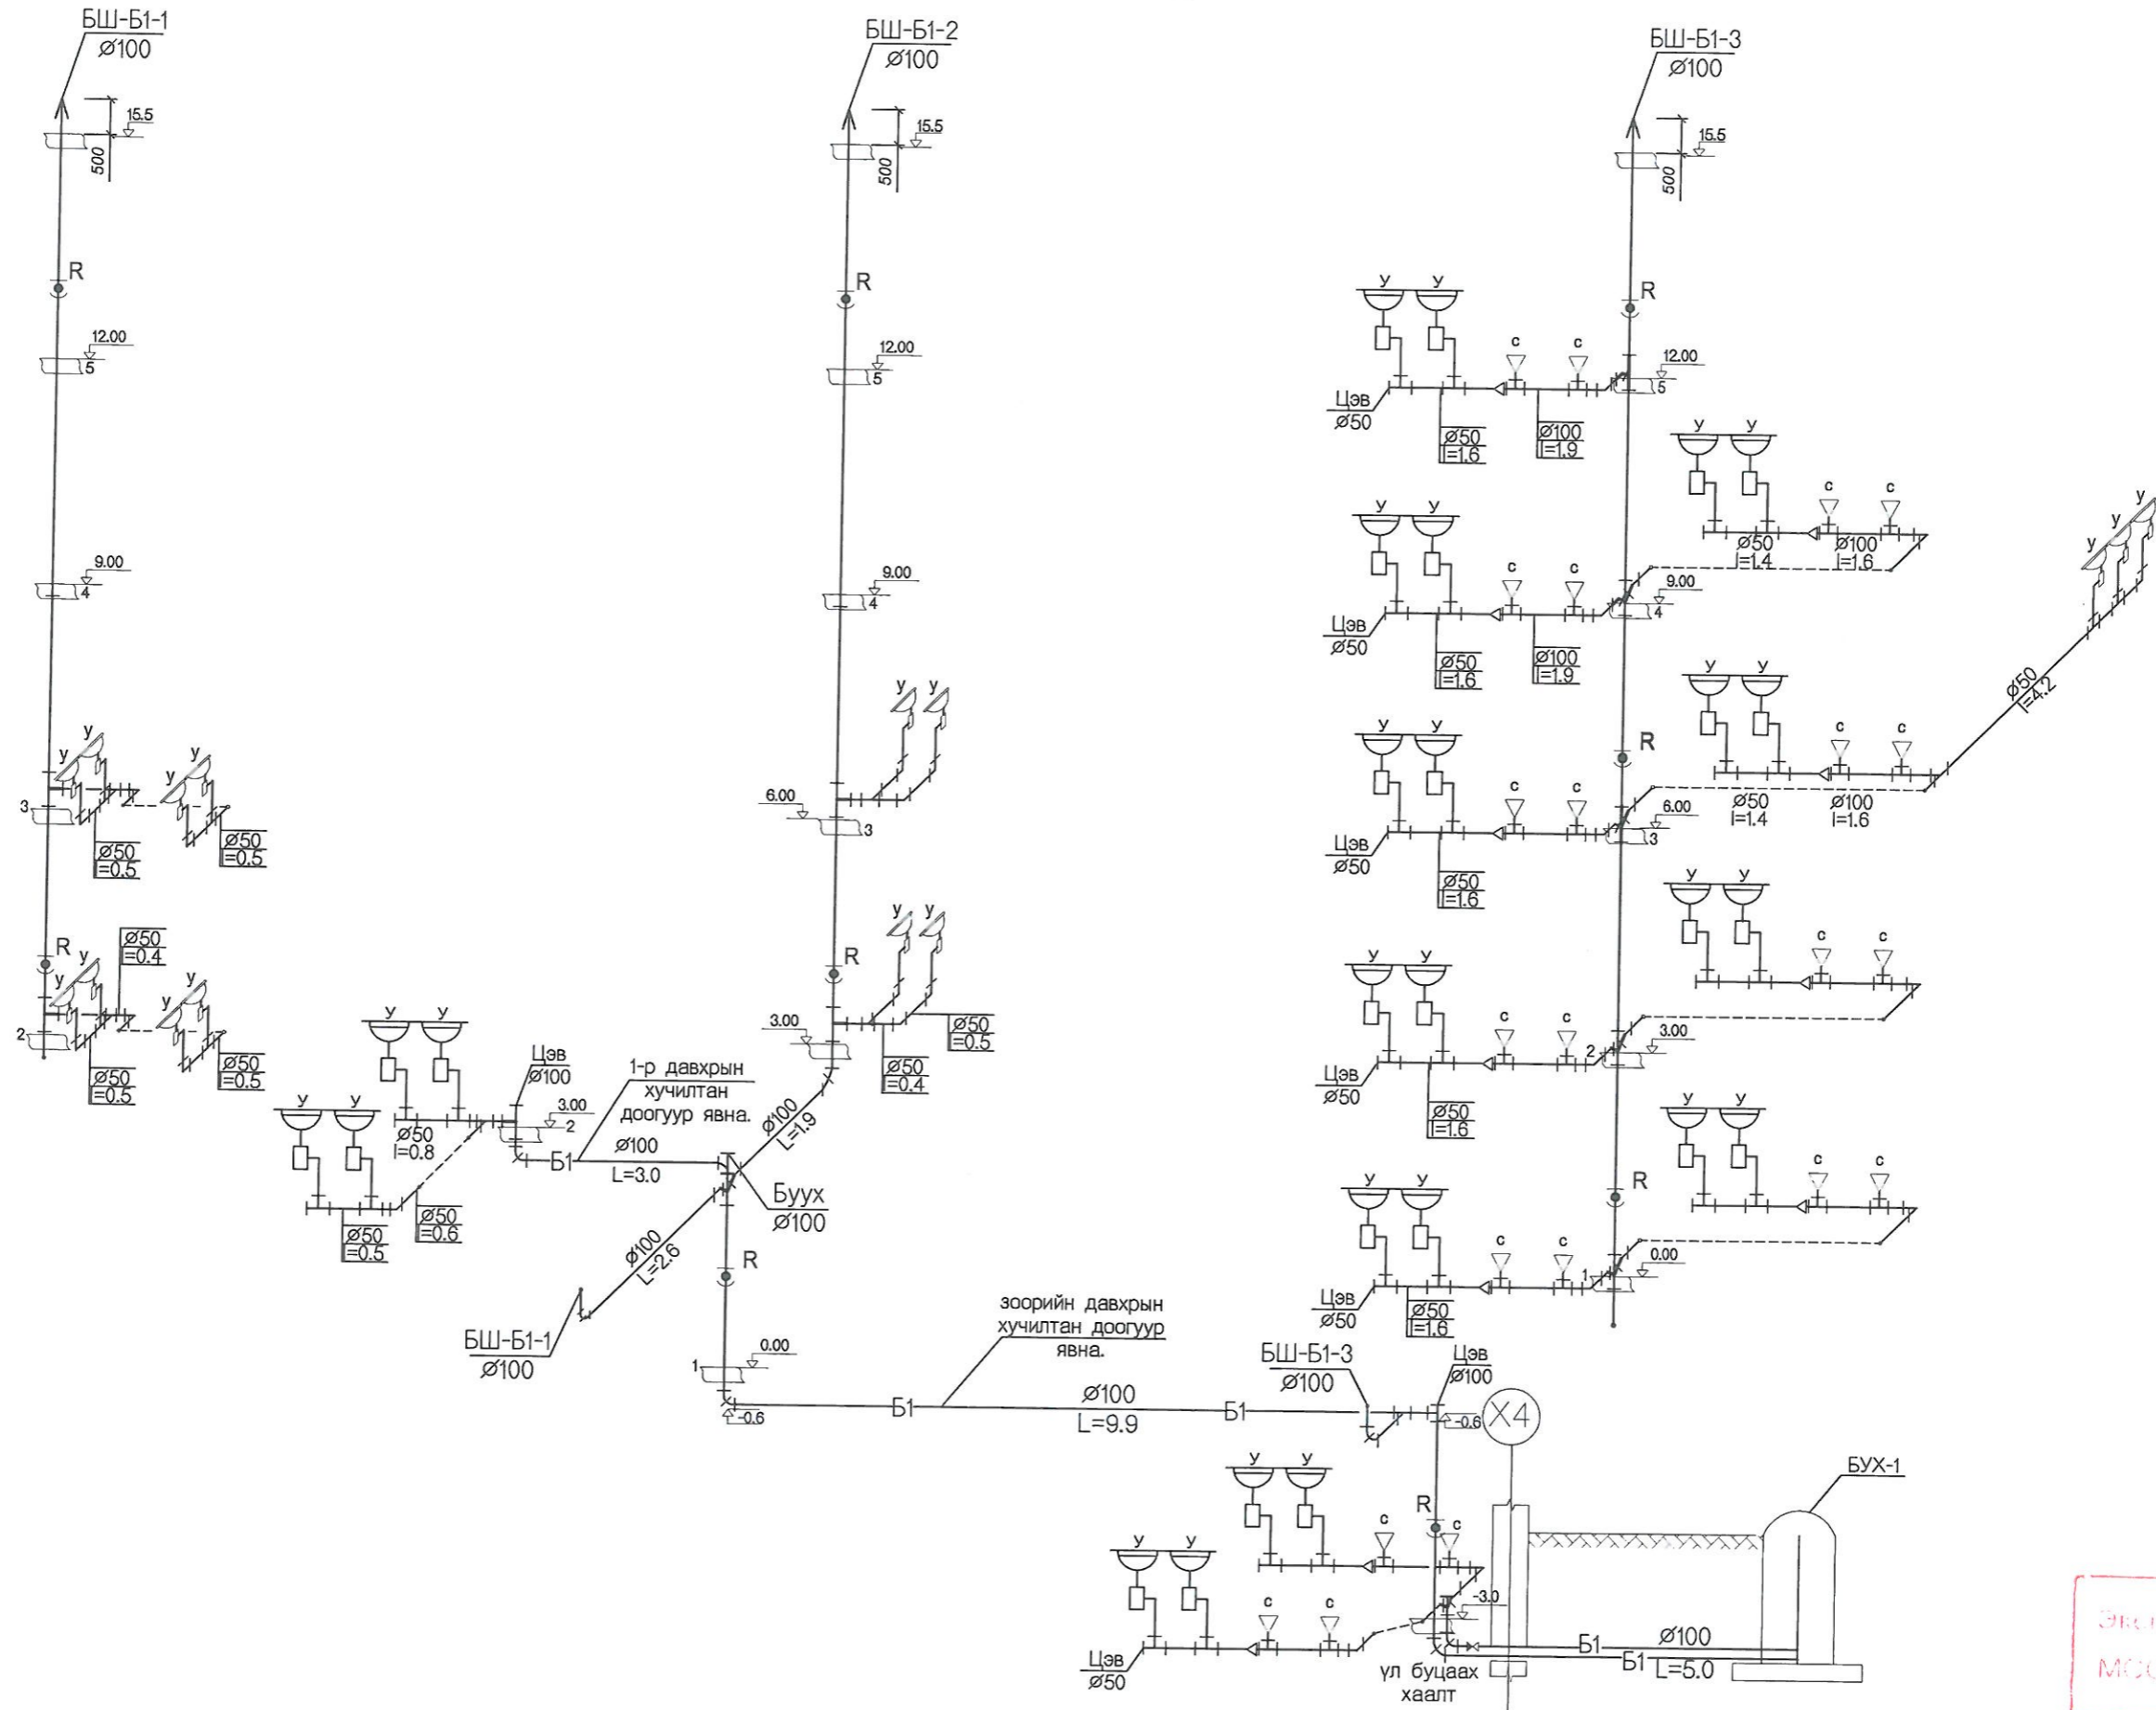 БШ-Б1-1
Ø100
15.5
500
R
12.00
5
9.00
4
У
У
У
У
3
Ø50
l=0.5
Ø50
l=0.5
Ø50
l=0.4
R
У
У
У
У
2
Ø50
l=0.5
Ø50
l=0.5
БШ-Б1-2
Ø100
15.5
500
R
12.00
5
9.00
4
У
У
6.00
3
У
У
R
3.00
Ø50
l=0.5
Ø50
l=0.4
У
У
Цэв
Ø100
3.00
2
1-р давхрын
хучилтан
доогуур явна.
Ø50
l=0.8
У
У
Ø50
l=0.6
Ø50
l=0.5
Б1
Ø100
L=3.0
Ø100
L=1.9
Буух
Ø100
Ø100
L=2.6
R
БШ-Б1-1
Ø100
0.00
1
-0.6
зоорийн давхрын
хучилтан доогуур
явна.
Б1
Ø100
L=9.9
Б1
БШ-Б1-3
Ø100
15.5
500
R
У
У
с
с
12.00
5
Цэв
Ø50
Ø50
l=1.6
Ø100
l=1.9
У
У
с
с
Ø50
l=1.4
Ø100
l=1.6
У
У
с
с
9.00
4
Цэв
Ø50
Ø50
l=1.6
Ø100
l=1.9
У
У
У
Ø50
l=4.2
У
У
с
с
Ø50
l=1.4
Ø100
l=1.6
R
У
У
с
с
6.00
3
Цэв
Ø50
Ø50
l=1.6
У
У
с
с
У
У
с
с
2
3.00
Цэв
Ø50
Ø50
l=1.6
У
У
с
с
R
У
У
с
с
1
0.00
Цэв
Ø50
Ø50
l=1.6
БШ-Б1-3
Ø100
Цэв
Ø100
-0.6
X4
У
У
R
с
с
БУХ-1
У
У
с
с
-3.0
Цэв
Ø50
үл буцаах
хаалт
Б1
Ø100
Б1
L=5.0